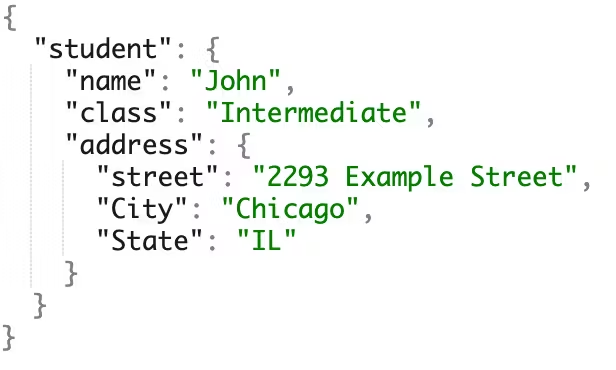 {
  "student": {
    "name": "John",
    "class": "Intermediate",
    "address": {
      "street": "2293 Example Street",
      "City": "Chicago",
      "State": "IL"
    }
  }
}